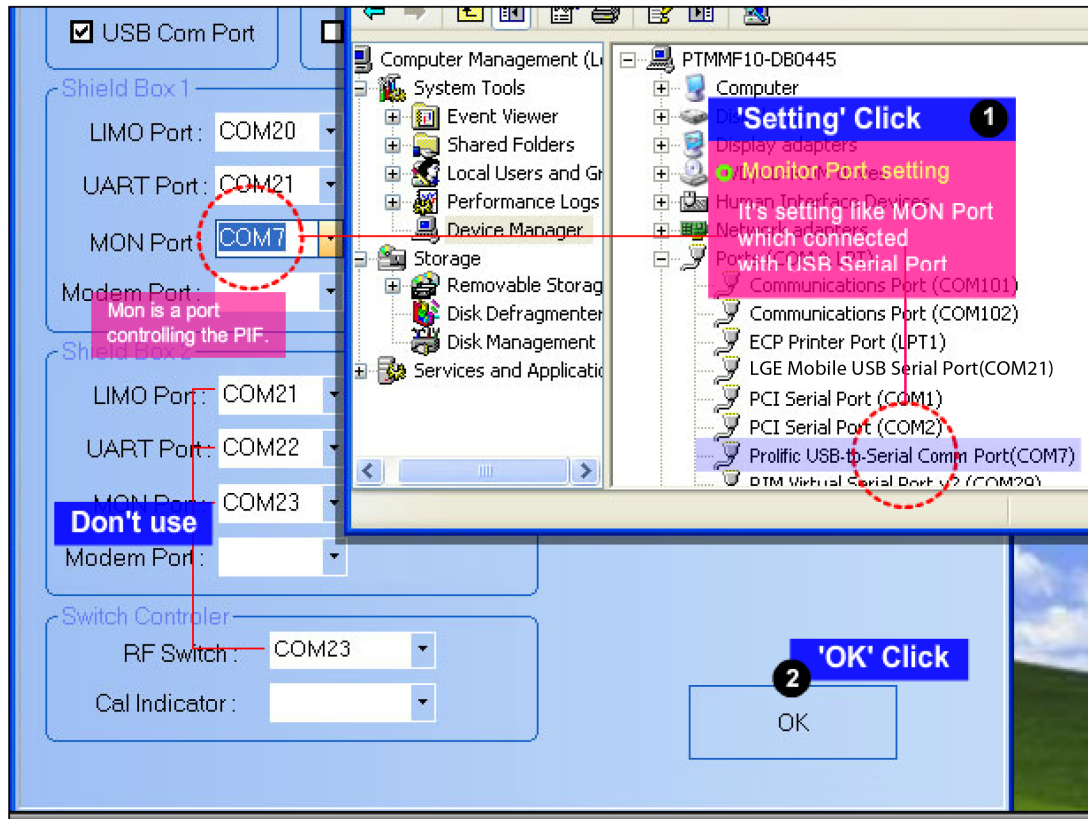 USB Com Port
Shield Box 1
LIMO Port : COM20
UART Port : COM21
MON Port : COM7
Modem Port :
Mon is a port
controlling the PIF.
Shield Box 2
LIMO Port : COM21
UART Port : COM22
MON Port : COM23
Don't use
Modem Port :
Switch Controler
RF Switch : COM23
Cal Indicator :
Computer Management (L
System Tools
Event Viewer
Shared Folders
Local Users and Gr
Performance Logs
Device Manager
Storage
Removable Storag
Disk Defragmenter
Disk Management
Services and Applicatio
PTMMF10-DB0445
Computer
'Setting' Click 1
Display adapters
Monitor Port setting
Human Interface Devices
It's setting like MON Port
Network adapters
which connected
Ports (COM & LPT)
with USB Serial Port
Communications Port (COM101)
Communications Port (COM102)
ECP Printer Port (LPT1)
LGE Mobile USB Serial Port(COM21)
PCI Serial Port (COM1)
PCI Serial Port (COM2)
Prolific USB-to-Serial Comm Port(COM7)
RIM Virtual Serial Port v2 (COM29)
'OK' Click
2
OK